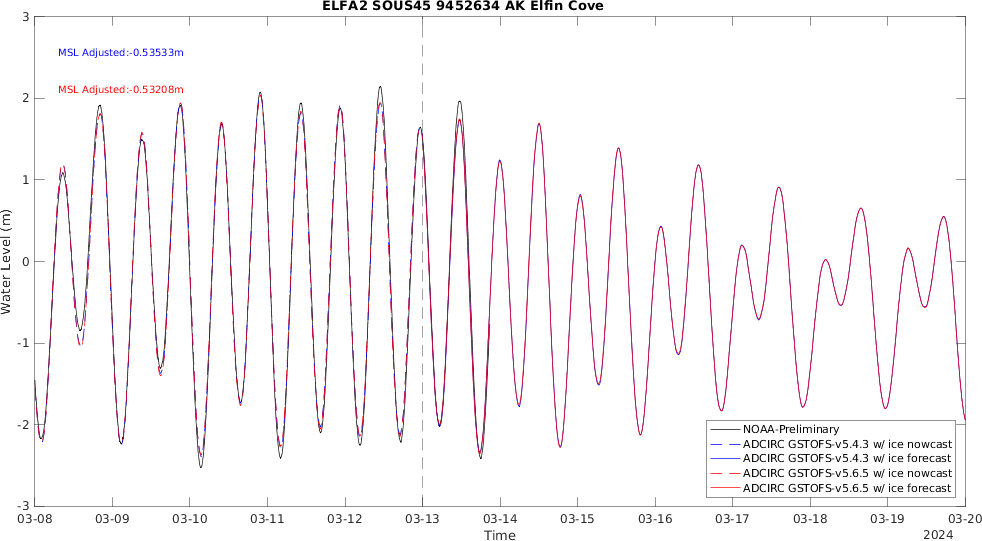 ELFA2 SOUS45 9452634 AK Elfin Cove
3
2
1
0
-1
-2
-3
Water Level (m)
MSL Adjusted:-0.53533m
MSL Adjusted:-0.53208m
NOAA-Preliminary
ADCIRC GSTOFS-v5.4.3 w/ ice nowcast
ADCIRC GSTOFS-v5.4.3 w/ ice forecast
ADCIRC GSTOFS-v5.6.5 w/ ice nowcast
ADCIRC GSTOFS-v5.6.5 w/ ice forecast
03-08 03-09 03-10 03-11 03-12 03-13 03-14 03-15 03-16 03-17 03-18 03-19 03-20
Time
2024